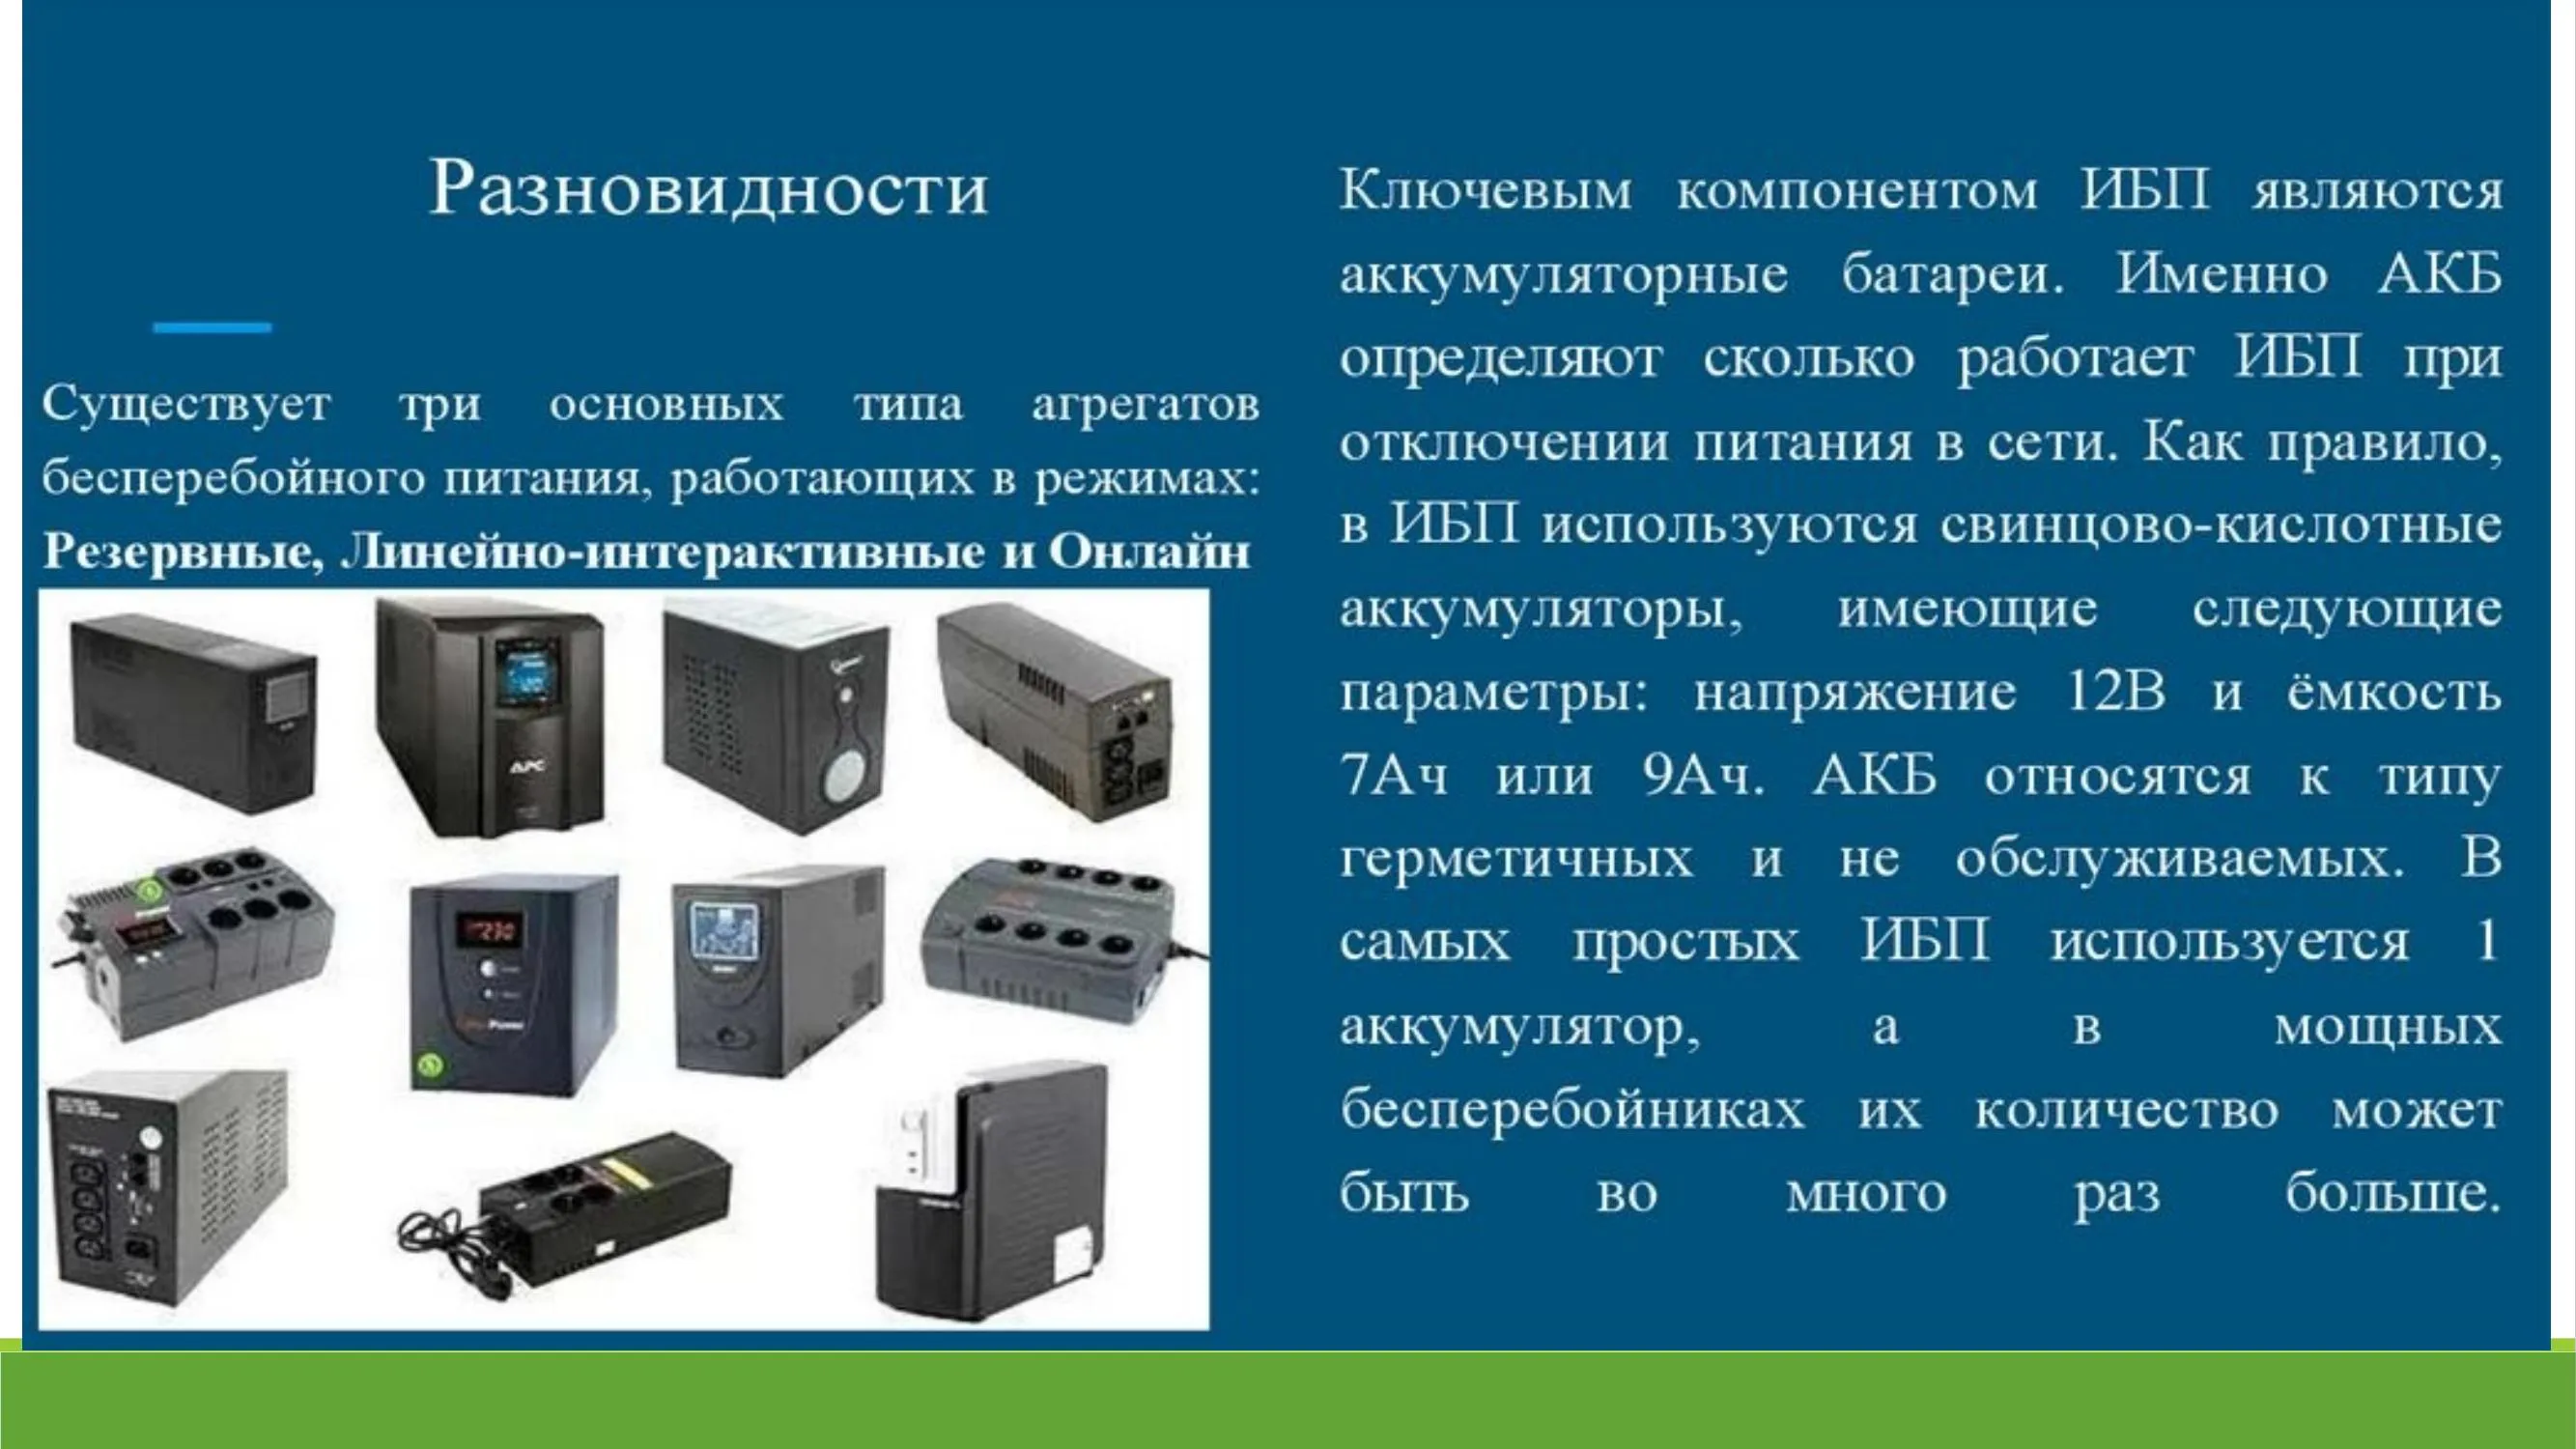 Разновидности
Существует три основных типа агрегатов
бесперебойного питания, работающих в режимах:
Резервные, Линейно-интерактивные и Онлайн
APC
230
Power
Ключевым компонентом ИБП являются
аккумуляторные батареи. Именно АКБ
определяют сколько работает ИБП при
отключении питания в сети. Как правило,
в ИБП используются свинцово-кислотные
аккумуляторы, имеющие следующие
параметры: напряжение 12В и ёмкость
7Ач или 9Ач. АКБ относятся к типу
герметичных и не обслуживаемых. В
самых простых ИБП используется 1
аккумулятор, а в мощных
бесперебойниках их количество может
быть во много раз больше.